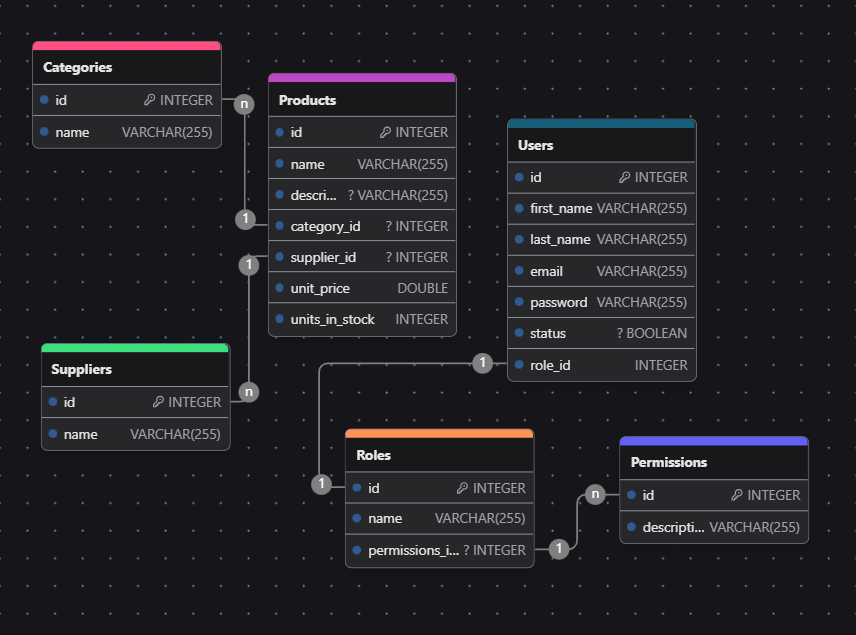 Categories
id INTEGER
name VARCHAR(255)
n
1
Products
id INTEGER
name VARCHAR(255)
descri... ? VARCHAR(255)
category_id ? INTEGER
supplier_id ? INTEGER
unit_price DOUBLE
units_in_stock INTEGER
Users
id INTEGER
first_name VARCHAR(255)
last_name VARCHAR(255)
email VARCHAR(255)
password VARCHAR(255)
status ? BOOLEAN
role_id INTEGER
1
n
Suppliers
id INTEGER
name VARCHAR(255)
1
1
Roles
id INTEGER
name VARCHAR(255)
permissions_i... ? INTEGER
1
n
Permissions
id INTEGER
descripti... VARCHAR(255)